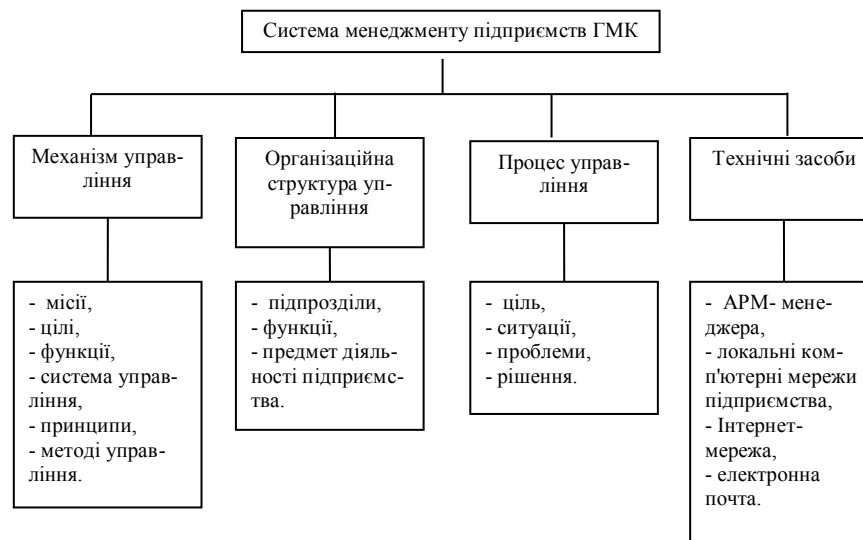 Система менеджменту підприємств ГМК
Механізм управ-
ління
Організаційна
структура уп-
равління
Процес управ-
ління
Технічні засоби
- місії,
- цілі,
- функції,
- система управ-
ління,
- принципи,
- методі управ-
ління.
- підпрозділи,
- функції,
- предмет діяль-
ності підприємс-
тва.
- ціль,
- ситуації,
- проблеми,
- рішення.
- АРМ- мене-
джера,
- локальні ком-
п'ютерні мережи
підприємства,
- Інтернет-
мережа,
- електронна
почта.